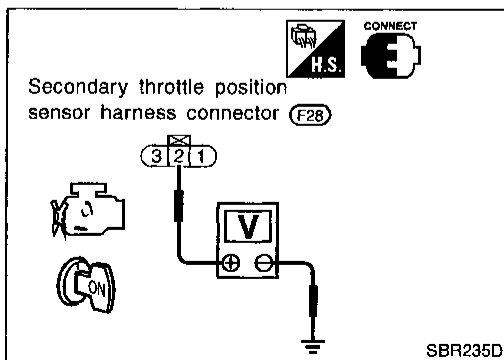 CONNECT
H.S.
Secondary throttle position
sensor harness connector F28
3 2 1
V
+ −
ON
SBR235D